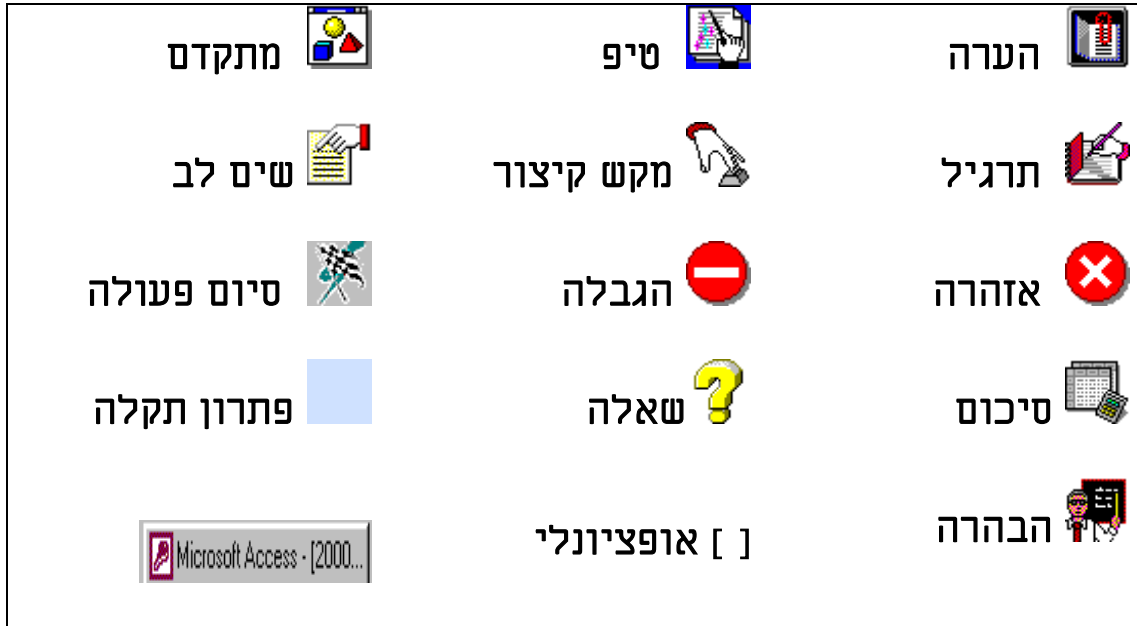 הערה טיפ מתקדם
תרגיל מקש קיצור שים לב
אזהרה הגבלה סיום פעולה
סיכום שאלה פתרון תקלה
הבהרה [ ] אופציונלי Microsoft Access - [2000...